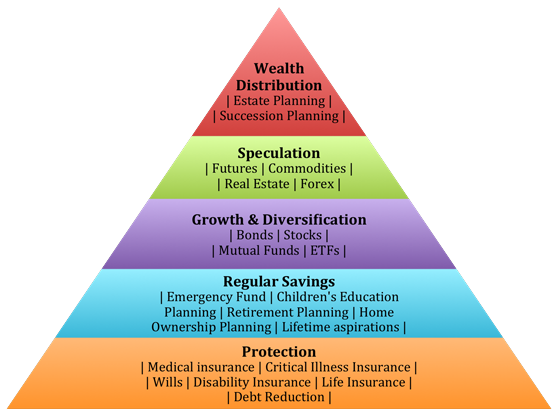 Wealth
Distribution
| Estate Planning |
| Succession Planning |
Speculation
| Futures | Commodities |
| Real Estate | Forex |
Growth & Diversification
| Bonds | Stocks |
| Mutual Funds | ETFs |
Regular Savings
| Emergency Fund | Children's Education
Planning | Retirement Planning | Home
Ownership Planning | Lifetime aspirations |
Protection
| Medical insurance | Critical Illness Insurance |
| Wills | Disability Insurance | Life Insurance |
| Debt Reduction |